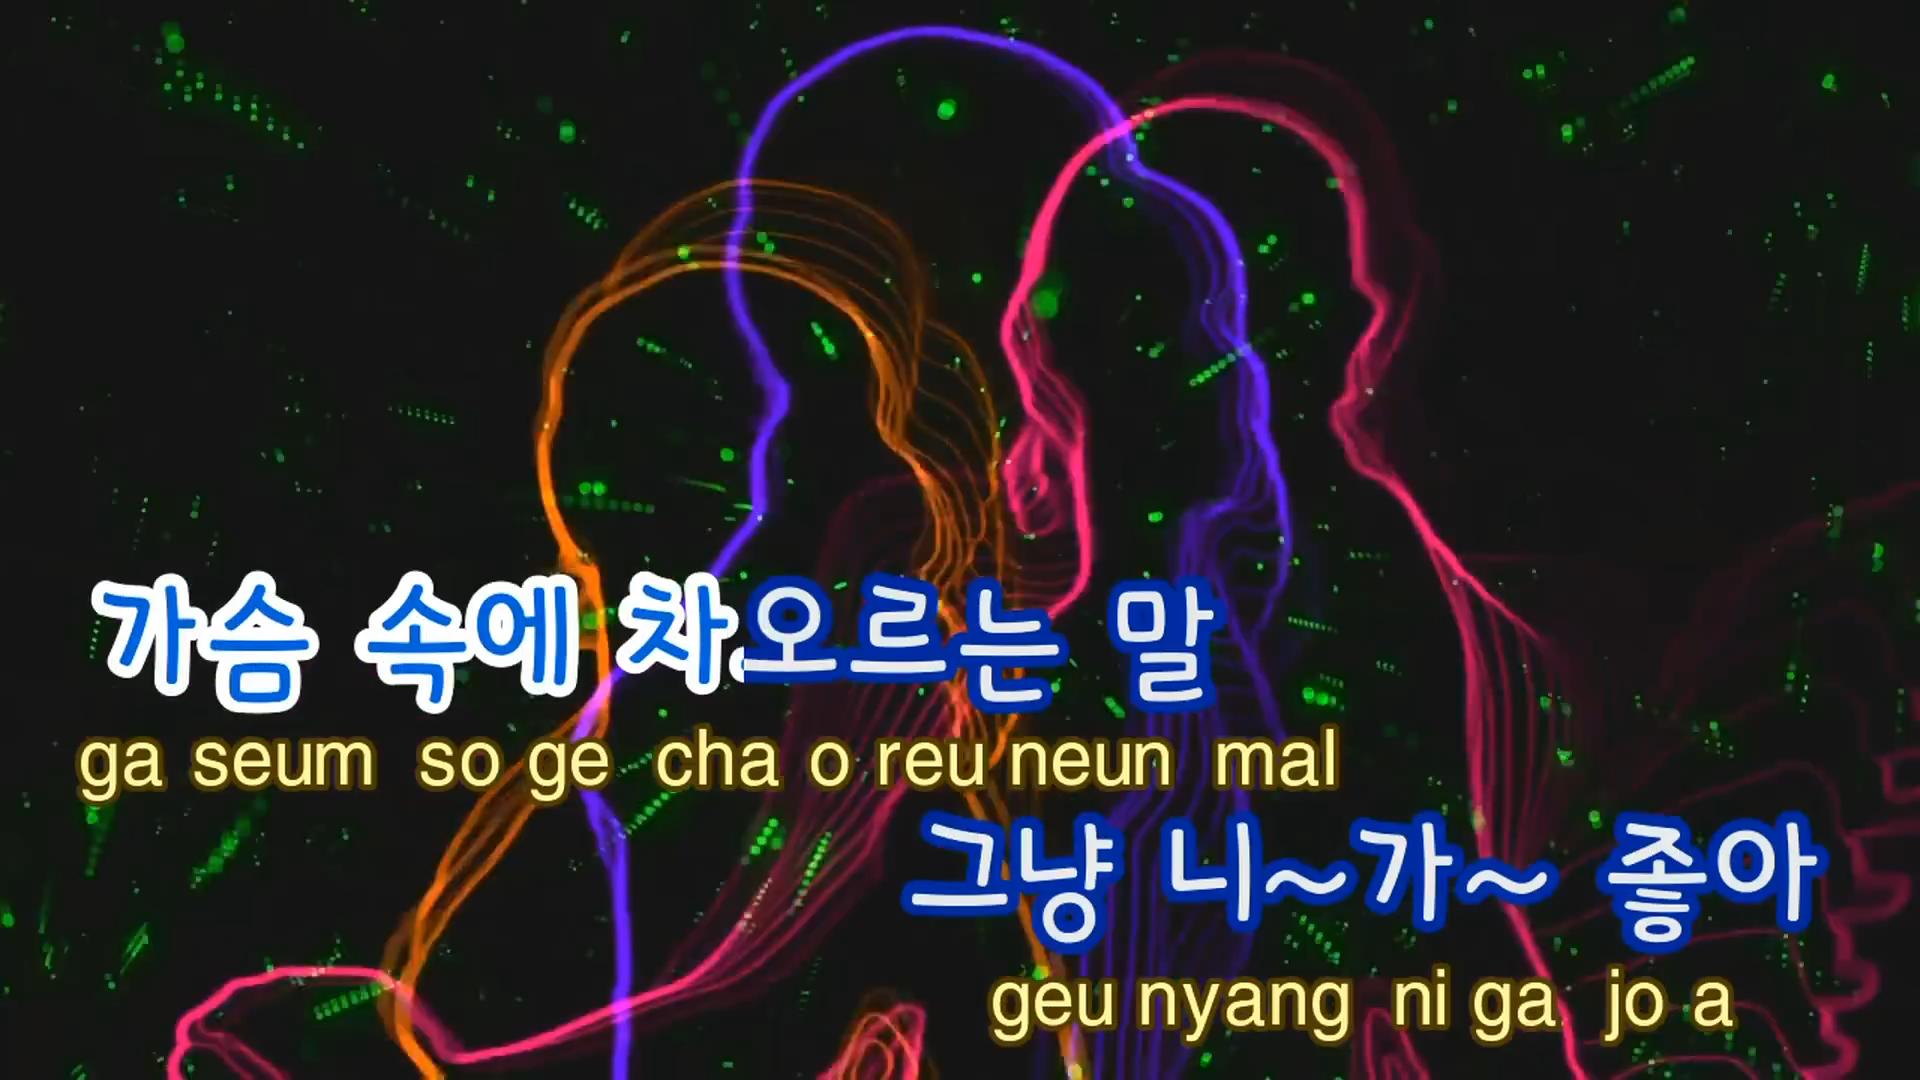 가슴 속에 차오르는 말
ga seum so ge cha o reu neun mal
그냥 니~가~ 좋아
geu nyang ni ga jo a